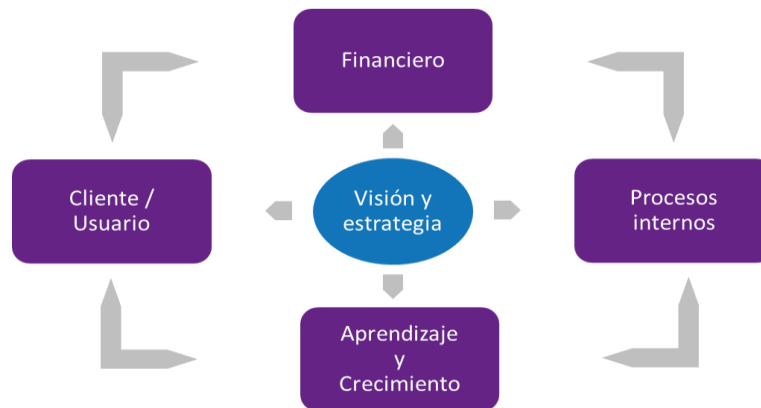 Financiero
Cliente /
Usuario
Visión y
estrategia
Procesos
internos
Aprendizaje
y
Crecimiento